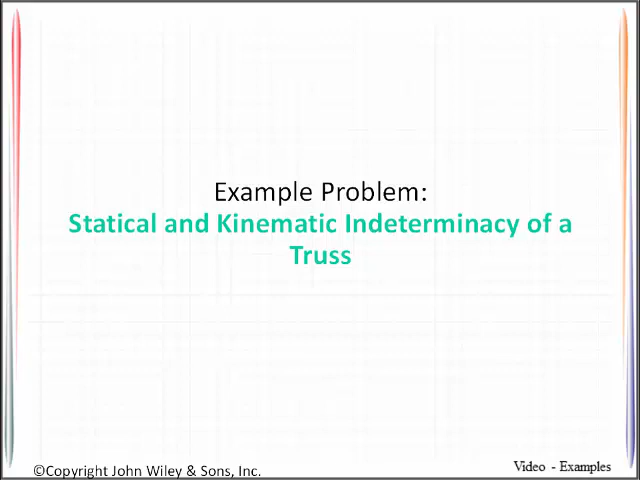 Example Problem:
Statical and Kinematic Indeterminacy of a
Truss
©Copyright John Wiley & Sons, Inc.
Video - Examples